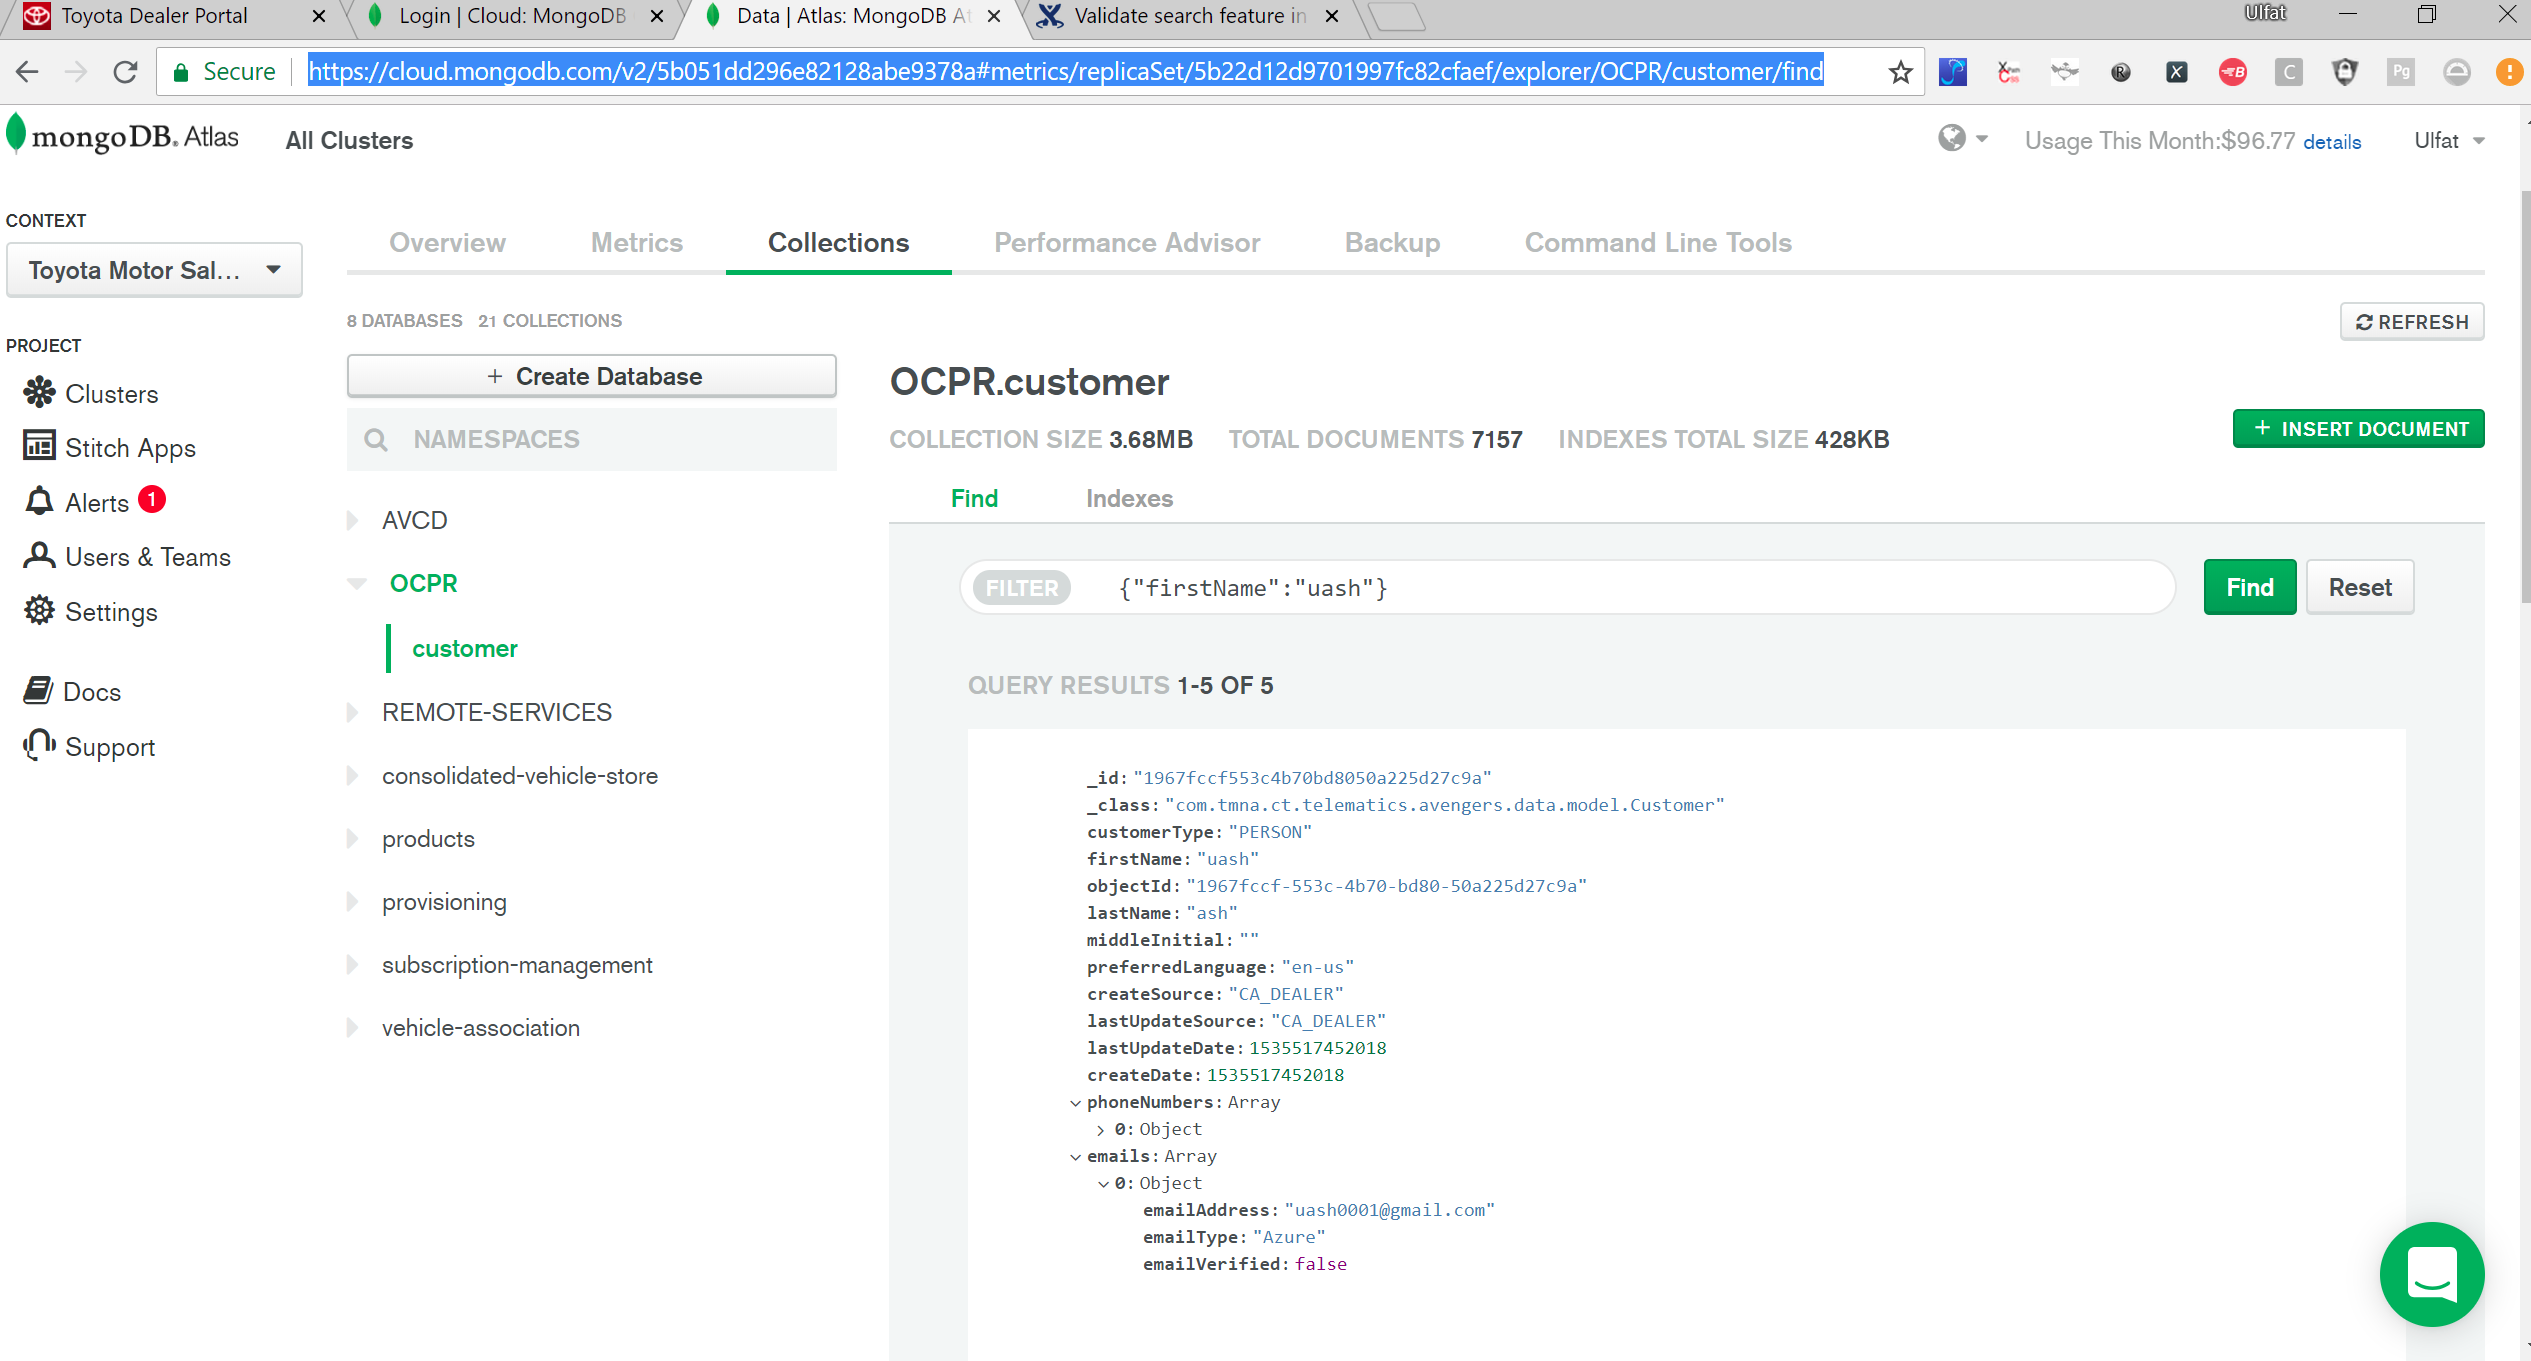 Toyota Dealer Portal
Login | Cloud: MongoDB
Data | Atlas: MongoDB At
Validate search feature in
Ulfat
Secure
https://cloud.mongodb.com/v2/5b051dd296e82128abe9378a#metrics/replicaSet/5b22d12d9701997fc82cfaef/explorer/OCPR/customer/find
mongoDB. Atlas
All Clusters
Usage This Month:$96.77 details
Ulfat
CONTEXT
Toyota Motor Sal...
PROJECT
Clusters
Stitch Apps
Alerts 1
Users & Teams
Settings
Docs
Support
Overview
Metrics
Collections
Performance Advisor
Backup
Command Line Tools
8 DATABASES 21 COLLECTIONS
REFRESH
+ Create Database
NAMESPACES
AVCD
OCPR
customer
REMOTE-SERVICES
consolidated-vehicle-store
products
provisioning
subscription-management
vehicle-association
OCPR.customer
COLLECTION SIZE 3.68MB TOTAL DOCUMENTS 7157 INDEXES TOTAL SIZE 428KB
+ INSERT DOCUMENT
Find
Indexes
FILTER {"firstName":"uash"}
Find
Reset
QUERY RESULTS 1-5 OF 5
_id: "1967fccf553c4b70bd8050a225d27c9a"
_class: "com.tmna.ct.telematics.avengers.data.model.Customer"
customerType: "PERSON"
firstName: "uash"
objectId: "1967fccf-553c-4b70-bd80-50a225d27c9a"
lastName: "ash"
middleInitial: ""
preferredLanguage: "en-us"
createSource: "CA_DEALER"
lastUpdateSource: "CA_DEALER"
lastUpdateDate: 1535517452018
createDate: 1535517452018
phoneNumbers: Array
0: Object
emails: Array
0: Object
emailAddress: "uash0001@gmail.com"
emailType: "Azure"
emailVerified: false